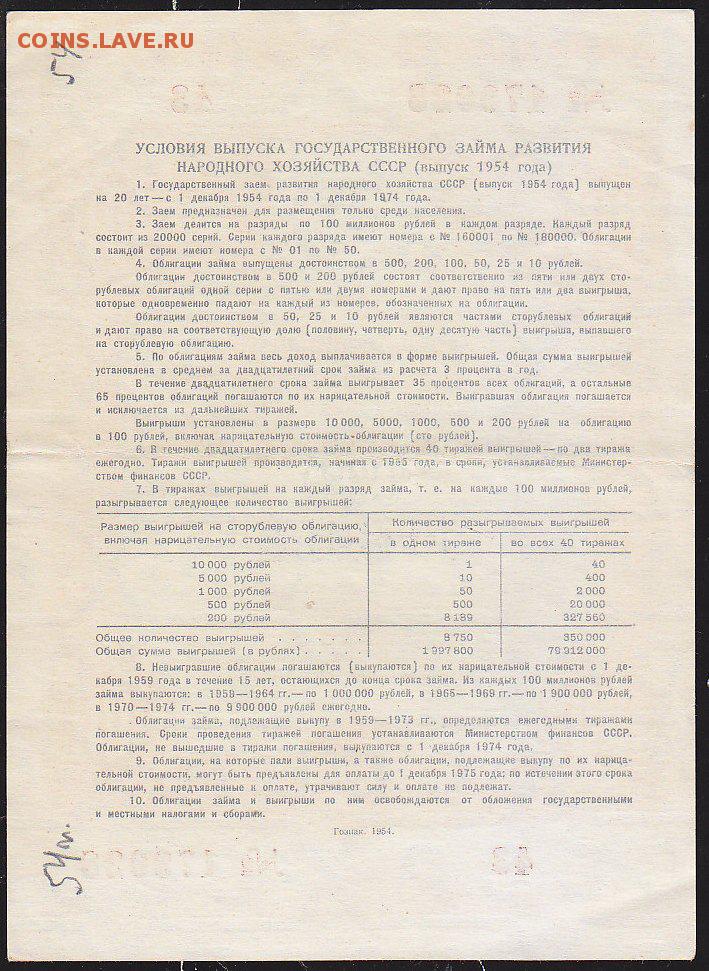 COINS.LAVE.RU
54
УСЛОВИЯ ВЫПУСКА ГОСУДАРСТВЕННОГО ЗАЙМА РАЗВИТИЯ
НАРОДНОГО ХОЗЯЙСТВА СССР (выпуск 1954 года)
1. Государственный заем развития народного хозяйства СССР (выпуск 1954 года) выпущен
на 20 лет — с 1 декабря 1954 года по 1 декабря 1974 года.
2. Заем предназначен для размещения только среди населения.
3. Заем делится на разряды по 100 миллионов рублей в каждом разряде. Каждый разряд
состоит из 20000 серий. Серии каждого разряда имеют номера с № 160001 по № 180000. Облигации
в каждой серии имеют номера с № 01 по № 50.
4. Облигации займа выпущены достоинством в 500, 200, 100, 50, 25 и 10 рублей.
Облигации достоинством в 500 и 200 рублей состоят соответственно из пяти или двух сто-
рублевых облигаций одной серии с пятью или двумя номерами и дают право на пять или два выигрыша,
которые одновременно падают на каждый из номеров, обозначенных на облигации.
Облигации достоинством в 50, 25 и 10 рублей являются частями сторублевых облигаций
и дают право на соответствующую долю (половину, четверть, одну десятую часть) выигрыша, выпавшего
на сторублевую облигацию.
5. По облигациям займа весь доход выплачивается в форме выигрышей. Общая сумма выигрышей
установлена в среднем за двадцатилетний срок займа из расчета 3 процента в год.
В течение двадцатилетнего срока займа выигрывает 35 процентов всех облигаций, а остальные
65 процентов облигаций погашаются по их нарицательной стоимости. Выигравшая облигация погашается
и исключается из дальнейших тиражей.
Выигрыши установлены в размере 10 000, 5000, 1000, 500 и 200 рублей на облигацию
в 100 рублей, включая нарицательную стоимость облигации (сто рублей).
6. В течение двадцатилетнего срока займа производится 40 тиражей выигрышей — по два тиража
ежегодно. Тиражи выигрышей производятся, начиная с 1955 года, в сроки, устанавливаемые Министер-
ством финансов СССР.
7. В тиражах выигрышей на каждый разряд займа, т. е. на каждые 100 миллионов рублей,
разыгрывается следующее количество выигрышей:
Размер выигрышей на сторублевую облигацию, включая нарицательную стоимость облигации
Количество разыгрываемых выигрышей
в одном тираже во всех 40 тиражах
10 000 рублей 1 40
5 000 рублей 10 400
1 000 рублей 50 2 000
500 рублей 500 20 000
200 рублей 8 189 327 560
Общее количество выигрышей . . . . . . . 8 750 350 000
Общая сумма выигрышей (в рублях) . . . . . 1 997 800 79 912 000
8. Невыигравшие облигации погашаются (выкупаются) по их нарицательной стоимости с 1 де-
кабря 1959 года в течение 15 лет, остающихся до конца срока займа. Из каждых 100 миллионов рублей
займа выкупаются: в 1959—1964 гг. — по 1 000 000 рублей, в 1965—1969 гг. — по 1 900 000 рублей,
в 1970—1974 гг. — по 9 900 000 рублей ежегодно.
Облигации займа, подлежащие выкупу в 1959—1973 гг., определяются ежегодными тиражами
погашения. Сроки проведения тиражей погашения устанавливаются Министерством финансов СССР.
Облигации, не вышедшие в тиражи погашения, выкупаются с 1 декабря 1974 года.
9. Облигации, на которые пали выигрыши, а также облигации, подлежащие выкупу по их нарица-
тельной стоимости, могут быть предъявлены для оплаты до 1 декабря 1975 года; по истечении этого срока
облигации, не предъявленные к оплате, утрачивают силу и оплате не подлежат.
10. Облигации займа и выигрыши по ним освобождаются от обложения государственными
и местными налогами и сборами.
Гознак. 1954.
54